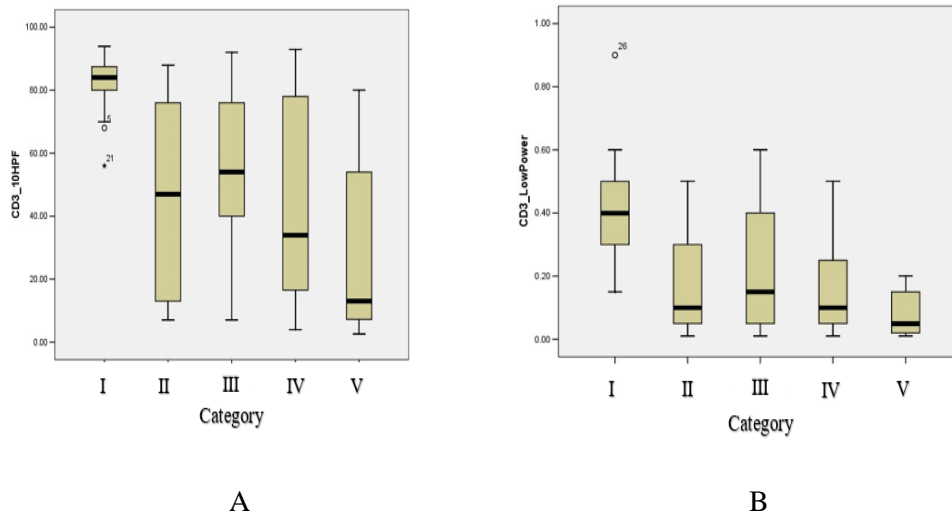 CD3_10HPF
100.00
80.00
60.00
40.00
20.00
0.00
5
21
I II III IV V
Category
A
CD3_LowPower
1.00
0.80
0.60
0.40
0.20
0.00
26
I II III IV V
Category
B